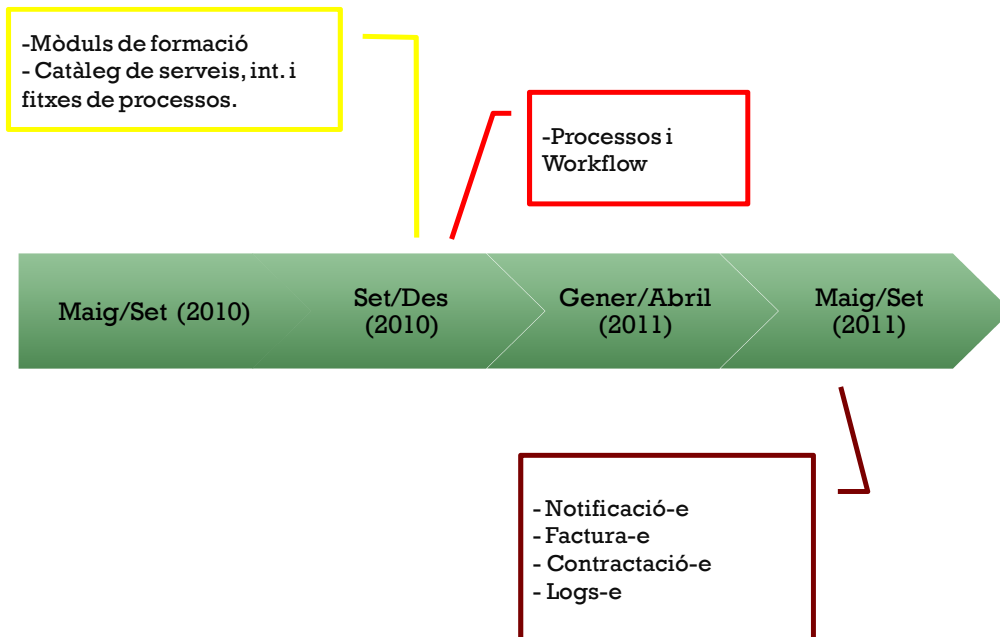 -Mòduls de formació
- Catàleg de serveis, int. i
fitxes de processos.
-Processos i
Workflow
Maig/Set (2010)
Set/Des
(2010)
Gener/Abril
(2011)
Maig/Set
(2011)
- Notificació-e
- Factura-e
- Contractació-e
- Logs-e